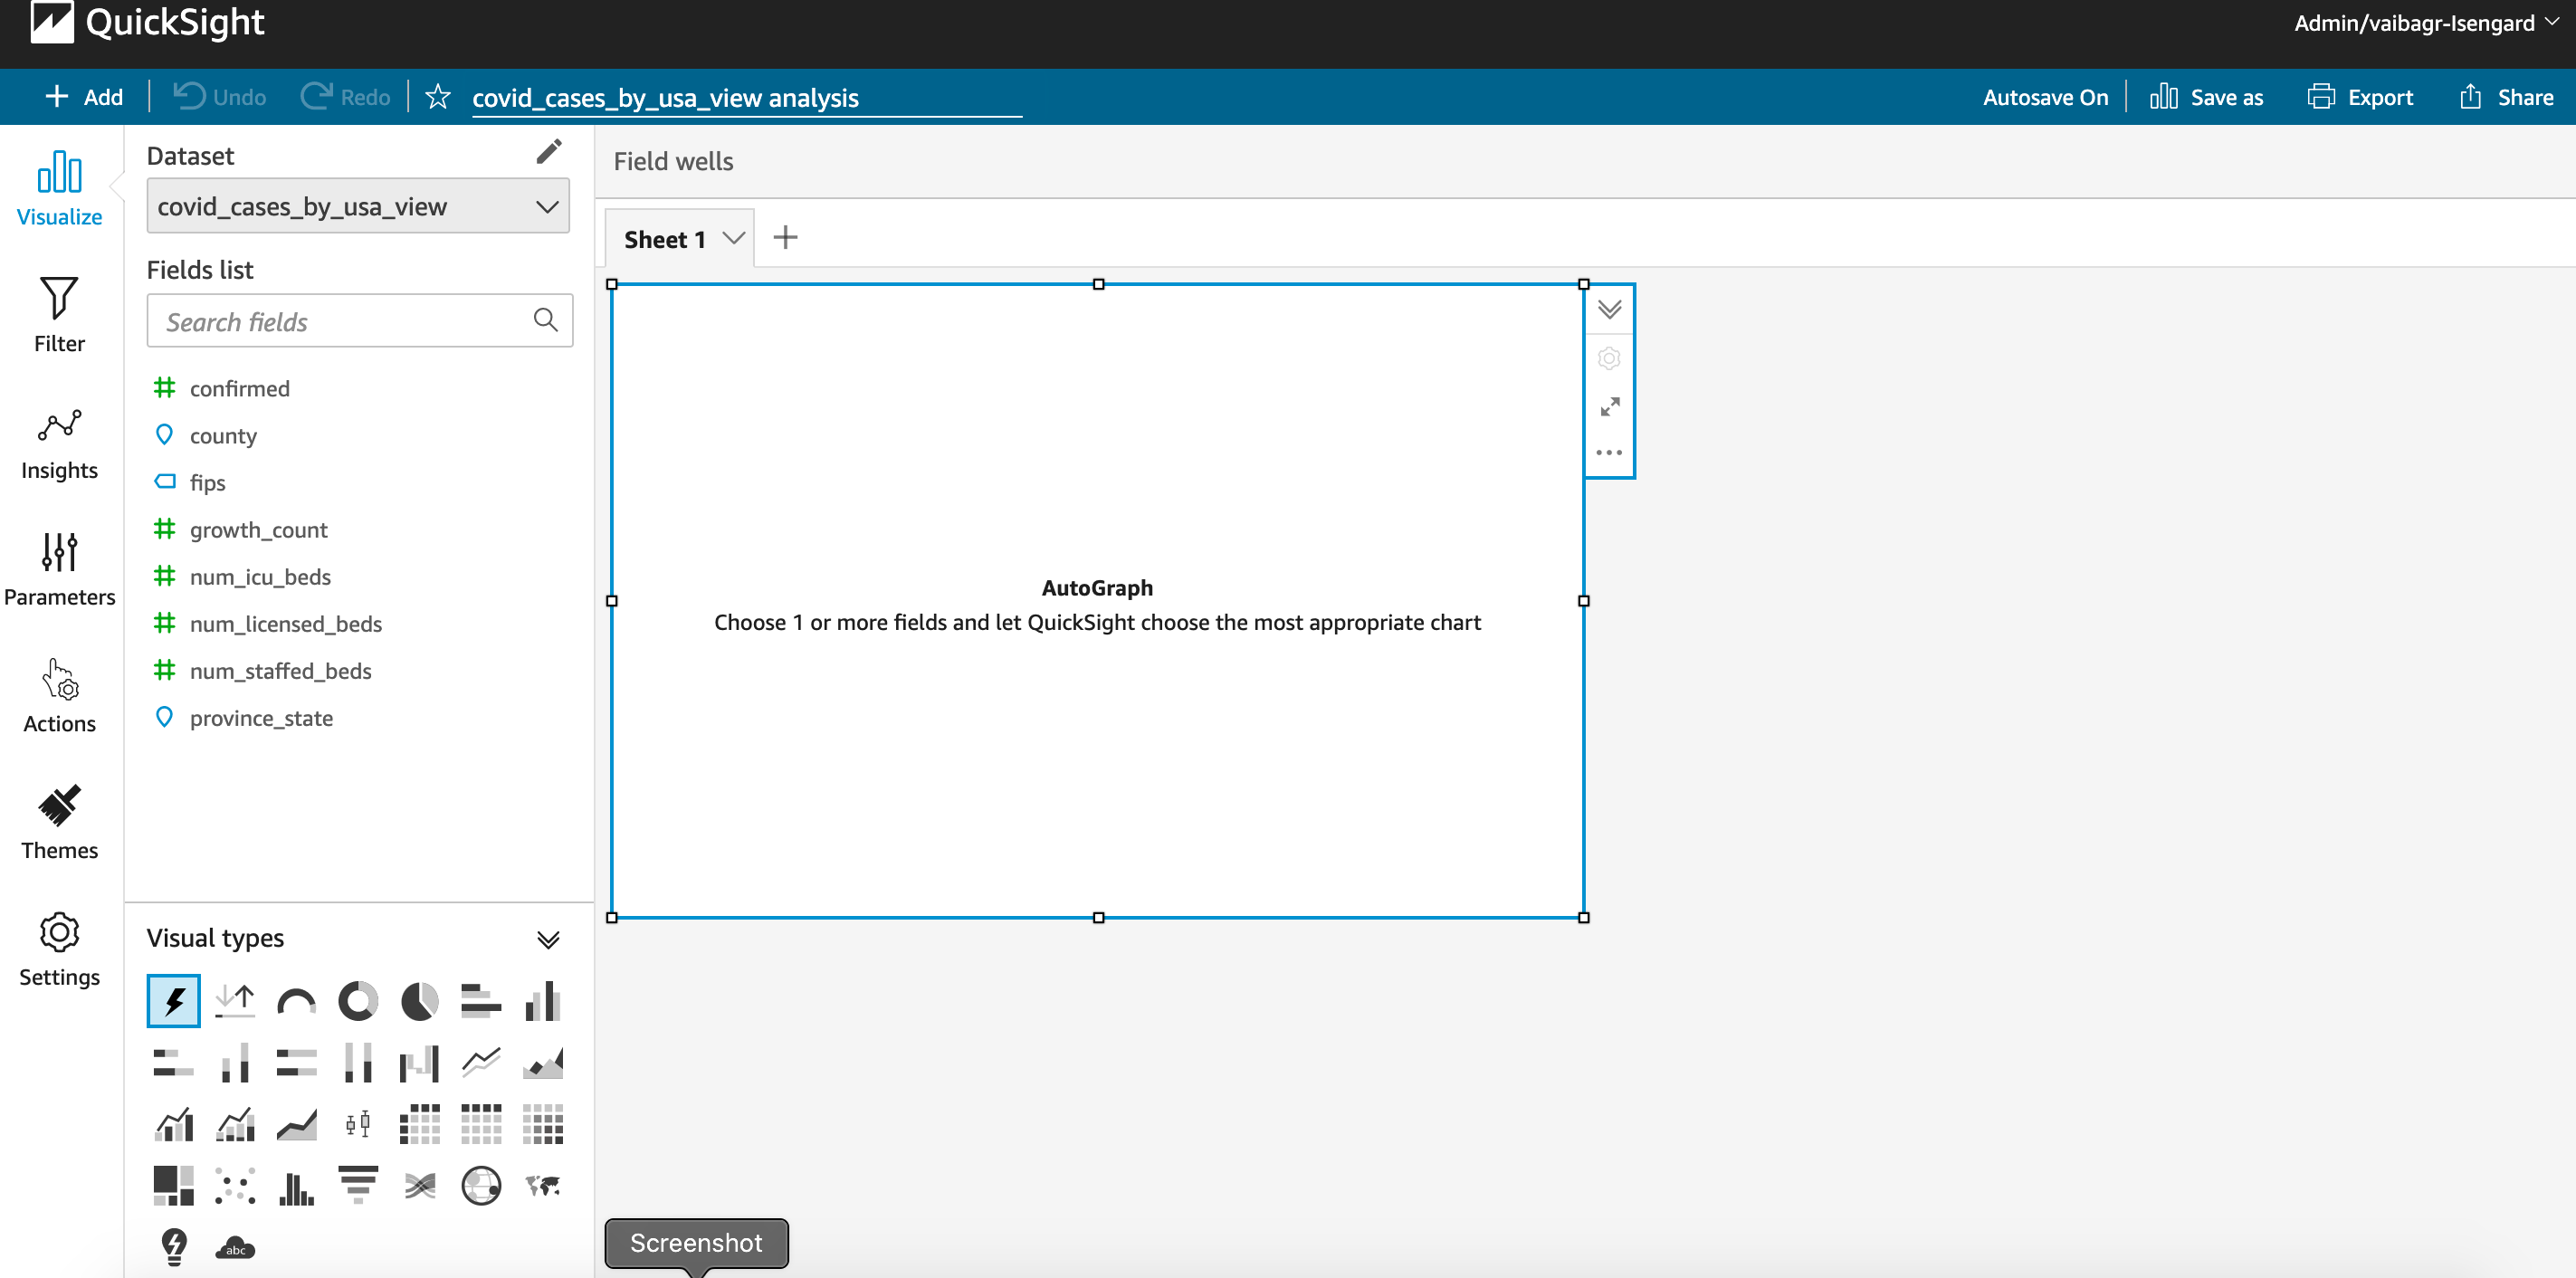 QuickSight
Admin/vaibagr-Isengard
Add
Undo
Redo
covid_cases_by_usa_view analysis
Autosave On
Save as
Export
Share
Visualize
Filter
Insights
Parameters
Actions
Themes
Settings
Dataset
covid_cases_by_usa_view
Fields list
Search fields
confirmed
county
fips
growth_count
num_icu_beds
num_licensed_beds
num_staffed_beds
province_state
Visual types
abc
Field wells
Sheet 1
AutoGraph
Choose 1 or more fields and let QuickSight choose the most appropriate chart
Screenshot